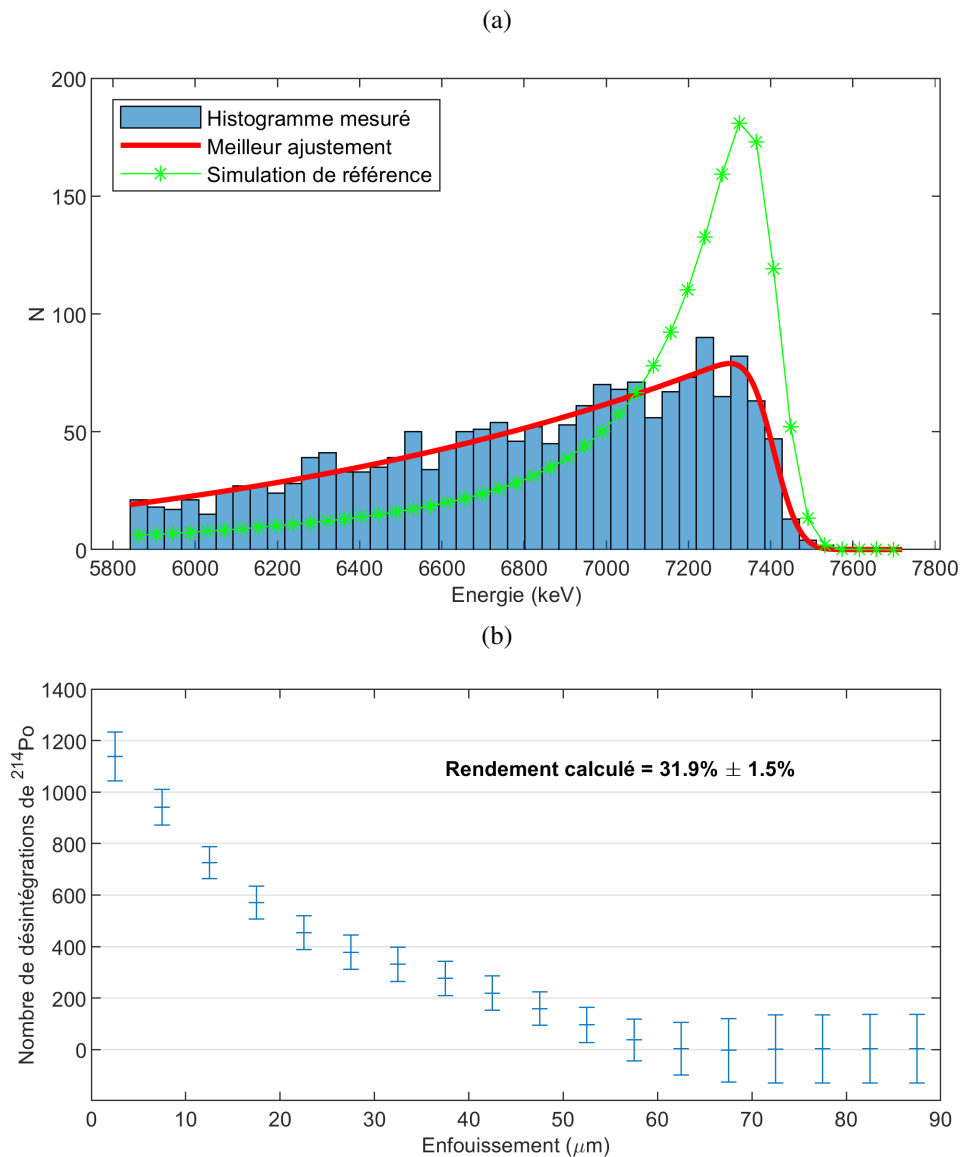 (a)
200
150
100
50
0
N
Histogramme mesuré
Meilleur ajustement
Simulation de référence
5800 6000 6200 6400 6600 6800 7000 7200 7400 7600 7800
Energie (keV)
(b)
1400
1200
1000
800
600
400
200
0
Nombre de désintégrations de ²¹⁴Po
Rendement calculé = 31.9% ± 1.5%
0 10 20 30 40 50 60 70 80 90
Enfouissement (μm)